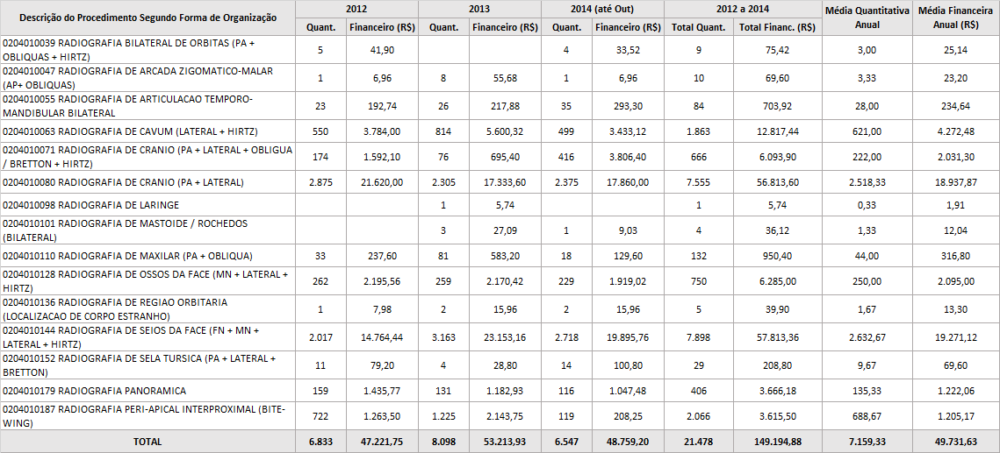 Descrição do Procedimento Segundo Forma de Organização 2012 2013 2014 (até Out) 2012 a 2014 Média Quantitativa Anual Média Financeira Anual (R$)
Quant. Financeiro (R$) Quant. Financeiro (R$) Quant. Financeiro (R$) Total Quant. Total Financ. (R$)
0204010039 RADIOGRAFIA BILATERAL DE ORBITAS (PA +
OBLIQUAS + HIRTZ) 5 41,90 4 33,52 9 75,42 3,00 25,14
0204010047 RADIOGRAFIA DE ARCADA ZIGOMATICO-MALAR
(AP+ OBLIQUAS) 1 6,96 8 55,68 1 6,96 10 69,60 3,33 23,20
0204010055 RADIOGRAFIA DE ARTICULACAO TEMPORO-
MANDIBULAR BILATERAL 23 192,74 26 217,88 35 293,30 84 703,92 28,00 234,64
0204010063 RADIOGRAFIA DE CAVUM (LATERAL + HIRTZ) 550 3.784,00 814 5.600,32 499 3.433,12 1.863 12.817,44 621,00 4.272,48
0204010071 RADIOGRAFIA DE CRANIO (PA + LATERAL + OBLIGUA
/ BRETTON + HIRTZ) 174 1.592,10 76 695,40 416 3.806,40 666 6.093,90 222,00 2.031,30
0204010080 RADIOGRAFIA DE CRANIO (PA + LATERAL) 2.875 21.620,00 2.305 17.333,60 2.375 17.860,00 7.555 56.813,60 2.518,33 18.937,87
0204010098 RADIOGRAFIA DE LARINGE 1 5,74 1 5,74 0,33 1,91
0204010101 RADIOGRAFIA DE MASTOIDE / ROCHEDOS
(BILATERAL) 3 27,09 1 9,03 4 36,12 1,33 12,04
0204010110 RADIOGRAFIA DE MAXILAR (PA + OBLIQUA) 33 237,60 81 583,20 18 129,60 132 950,40 44,00 316,80
0204010128 RADIOGRAFIA DE OSSOS DA FACE (MN + LATERAL +
HIRTZ) 262 2.195,56 259 2.170,42 229 1.919,02 750 6.285,00 250,00 2.095,00
0204010136 RADIOGRAFIA DE REGIAO ORBITARIA
(LOCALIZACAO DE CORPO ESTRANHO) 1 7,98 2 15,96 2 15,96 5 39,90 1,67 13,30
0204010144 RADIOGRAFIA DE SEIOS DA FACE (FN + MN +
LATERAL + HIRTZ) 2.017 14.764,44 3.163 23.153,16 2.718 19.895,76 7.898 57.813,36 2.632,67 19.271,12
0204010152 RADIOGRAFIA DE SELA TURSICA (PA + LATERAL +
BRETTON) 11 79,20 4 28,80 14 100,80 29 208,80 9,67 69,60
0204010179 RADIOGRAFIA PANORAMICA 159 1.435,77 131 1.182,93 116 1.047,48 406 3.666,18 135,33 1.222,06
0204010187 RADIOGRAFIA PERI-APICAL INTERPROXIMAL (BITE-
WING) 722 1.263,50 1.225 2.143,75 119 208,25 2.066 3.615,50 688,67 1.205,17
TOTAL 6.833 47.221,75 8.098 53.213,93 6.547 48.759,20 21.478 149.194,88 7.159,33 49.731,63